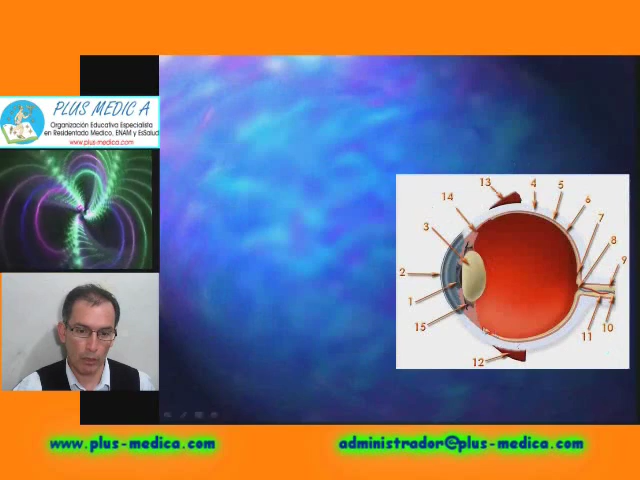 PLUS MEDIC A
Organización Educativa Especialista
en Residentado Medico, ENAM y EsSalud
www.plus-medica.com
13
4
5
14
6
7
3
8
2
9
1
15
11
10
12
www.plus-medica.com
administrador@plus-medica.com